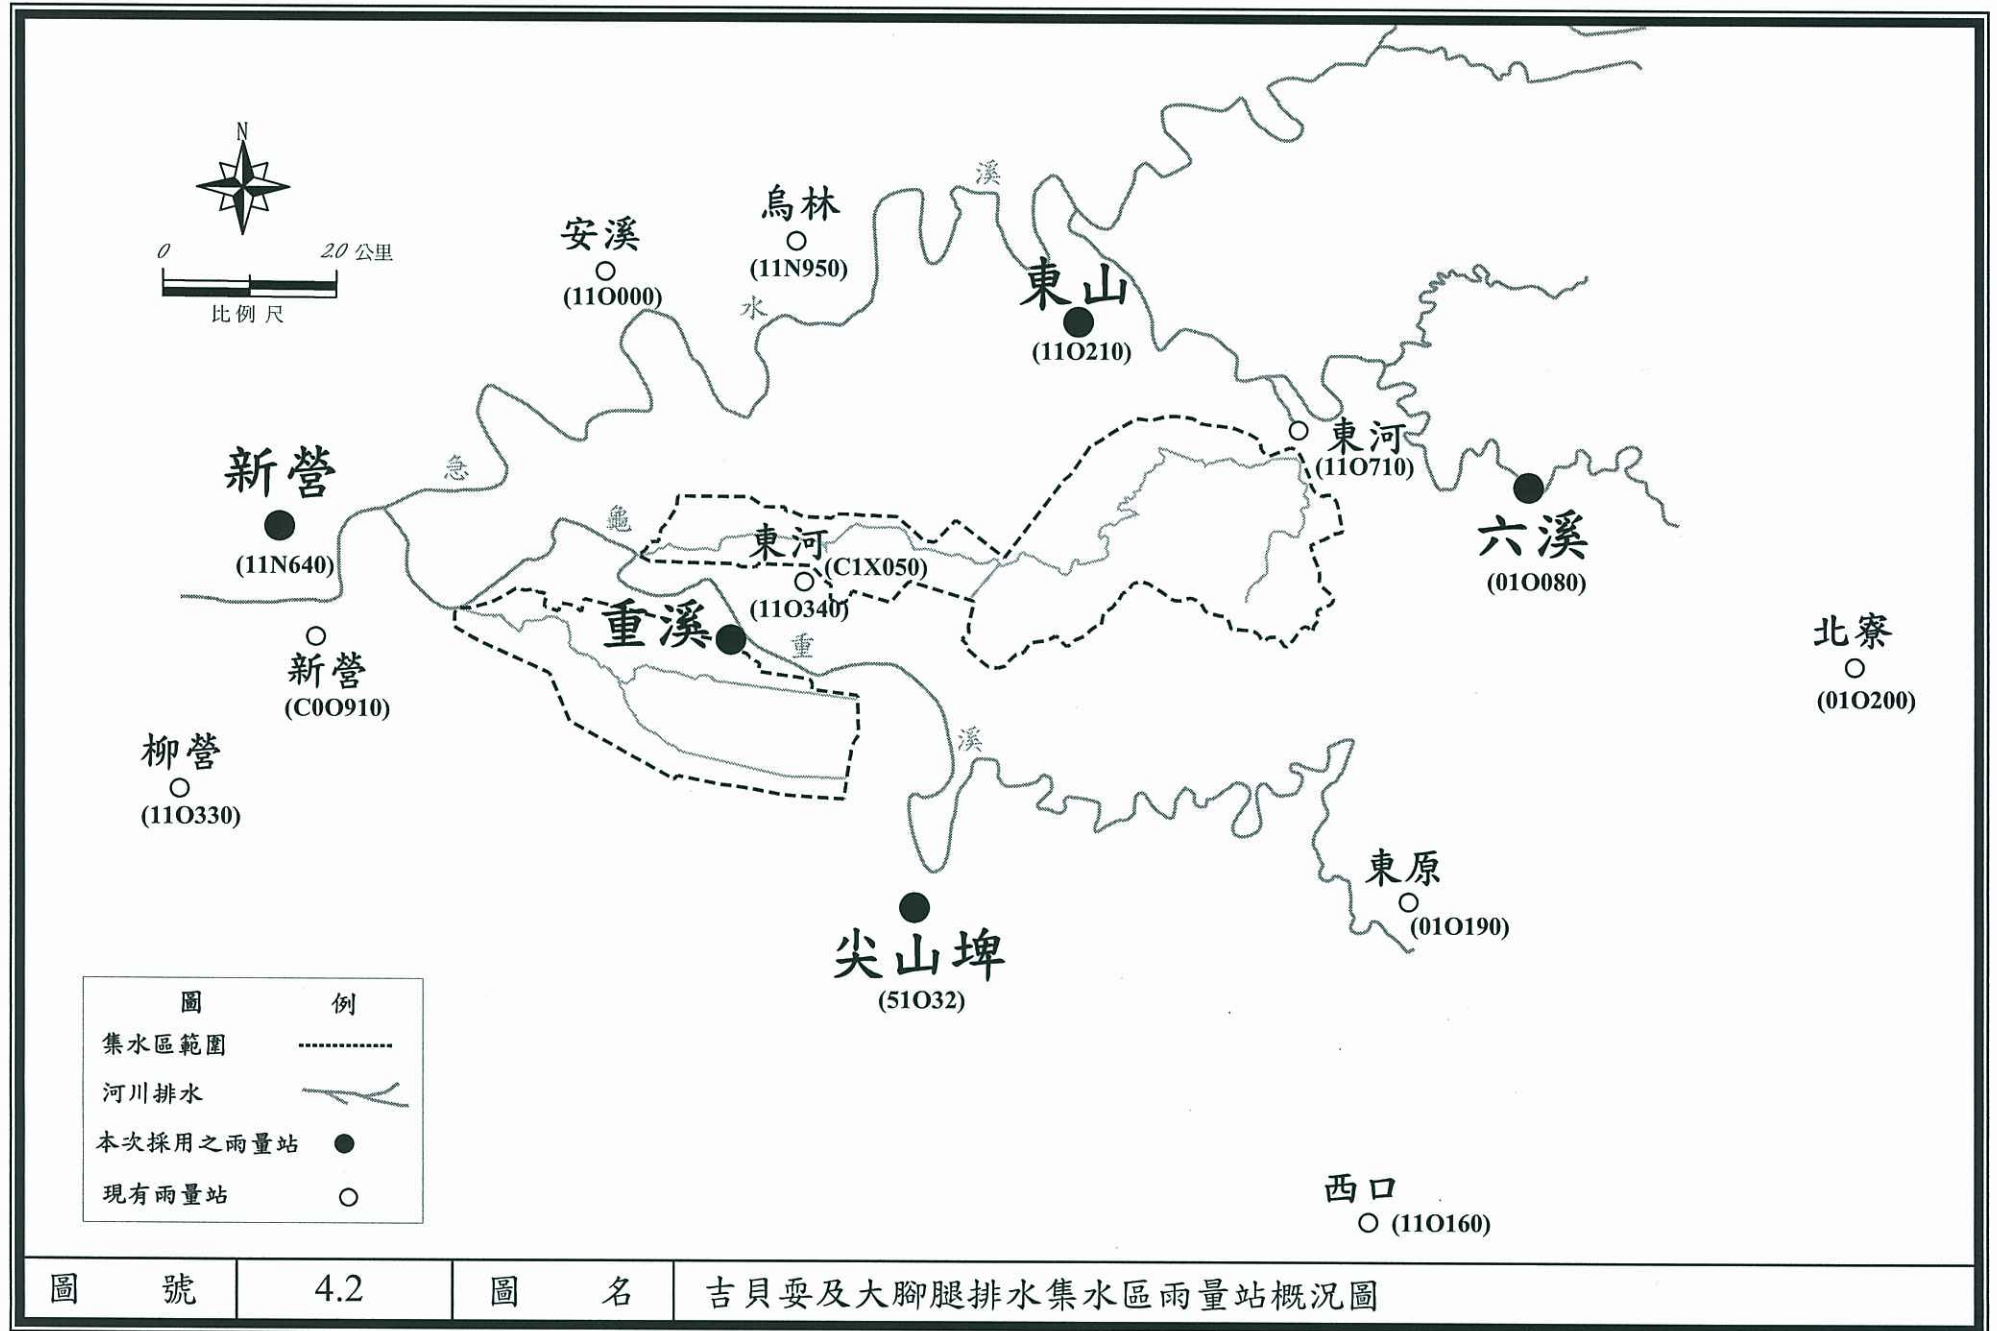 N
0 2.0 公里
比例尺
安溪
(11O000)
烏林
(11N950)
溪
水
東山
(11O210)
新營
(11N640)
急
龜
東河
(C1X050)
(11O340)
東河
(11O710)
六溪
(01O080)
重溪
重
北寮
(01O200)
新營
(C0O910)
柳營
(11O330)
溪
東原
(01O190)
尖山埤
(51O32)
西口
(11O160)
圖例
集水區範圍
河川排水
本次採用之雨量站
現有雨量站
圖號 4.2 圖名 吉貝耍及大腳腿排水集水區雨量站概況圖